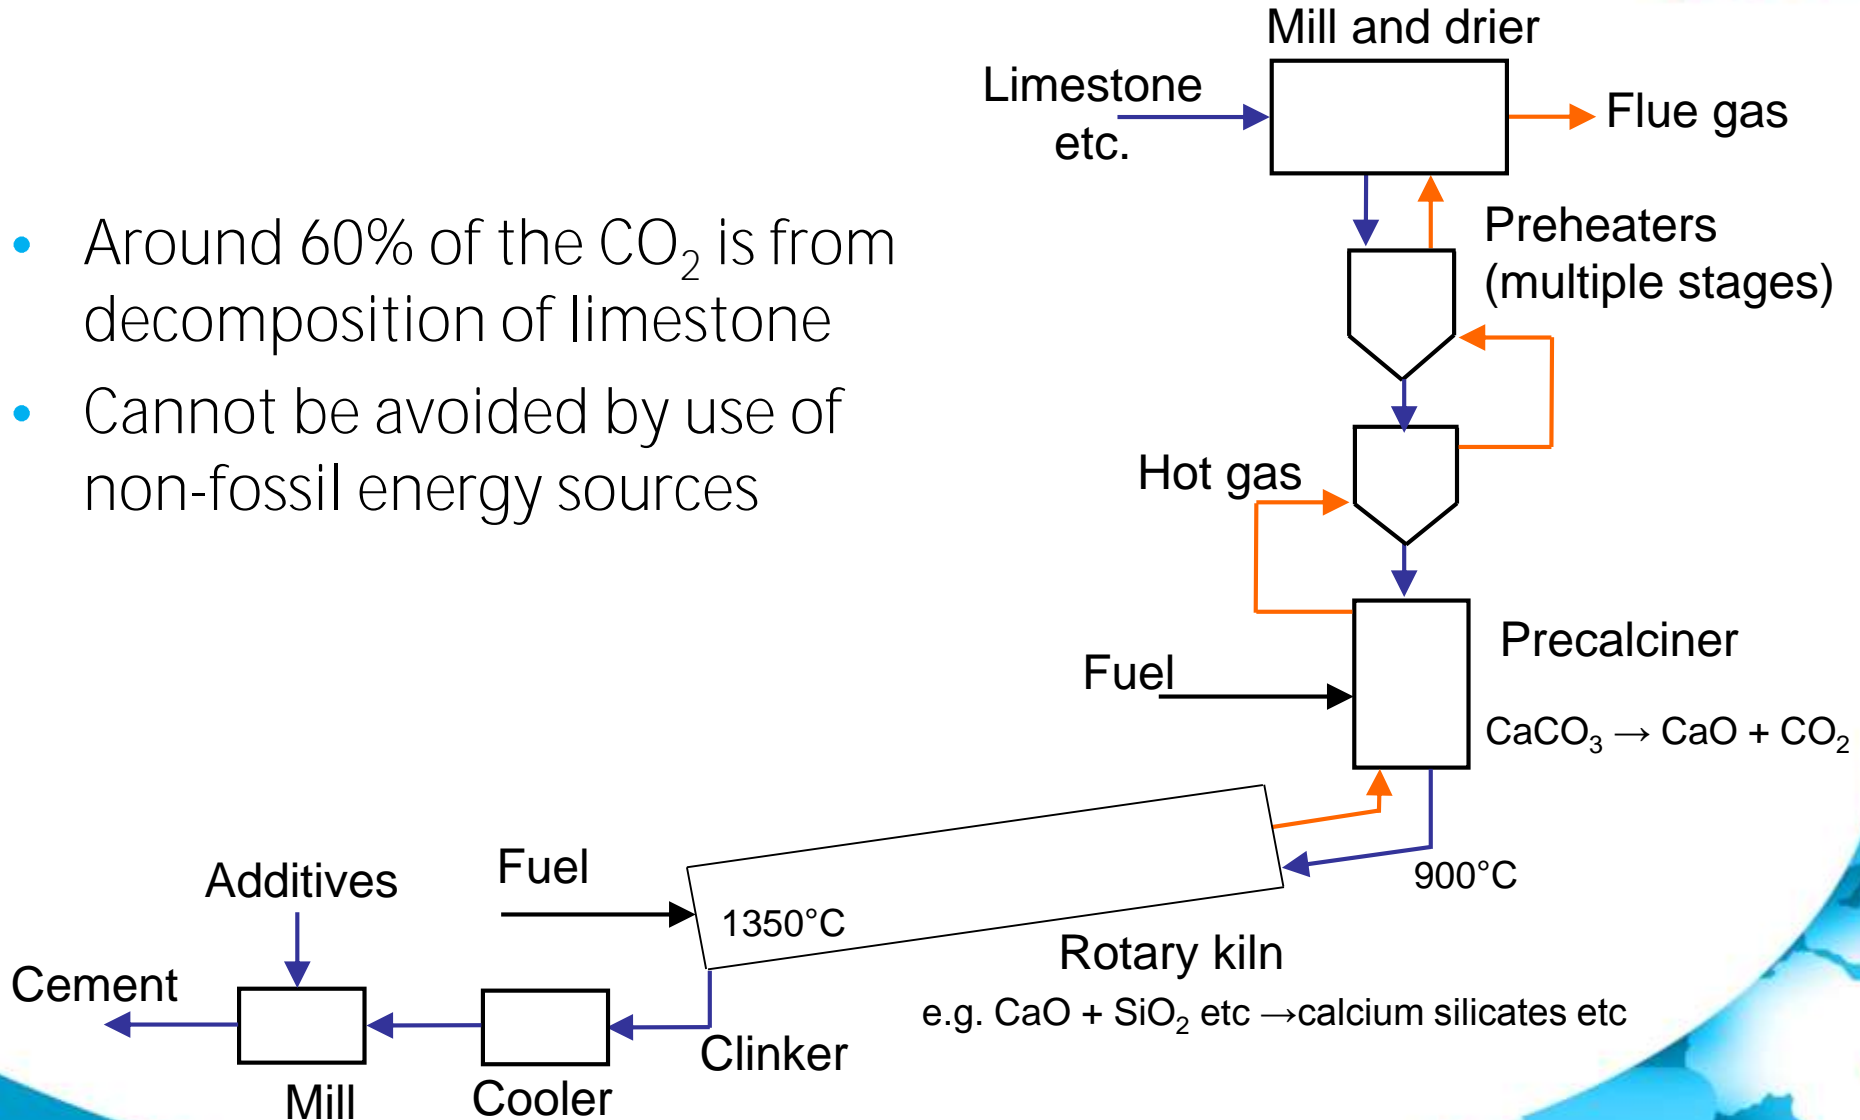 Mill and drier
Limestone
etc.
Flue gas
• Around 60% of the CO₂ is from
decomposition of limestone
• Cannot be avoided by use of
non-fossil energy sources
Preheaters
(multiple stages)
Hot gas
Fuel
Precalciner
CaCO₃ → CaO + CO₂
900°C
Fuel
1350°C
Additives
Rotary kiln
e.g. CaO + SiO₂ etc →calcium silicates etc
Cement
Clinker
Mill
Cooler